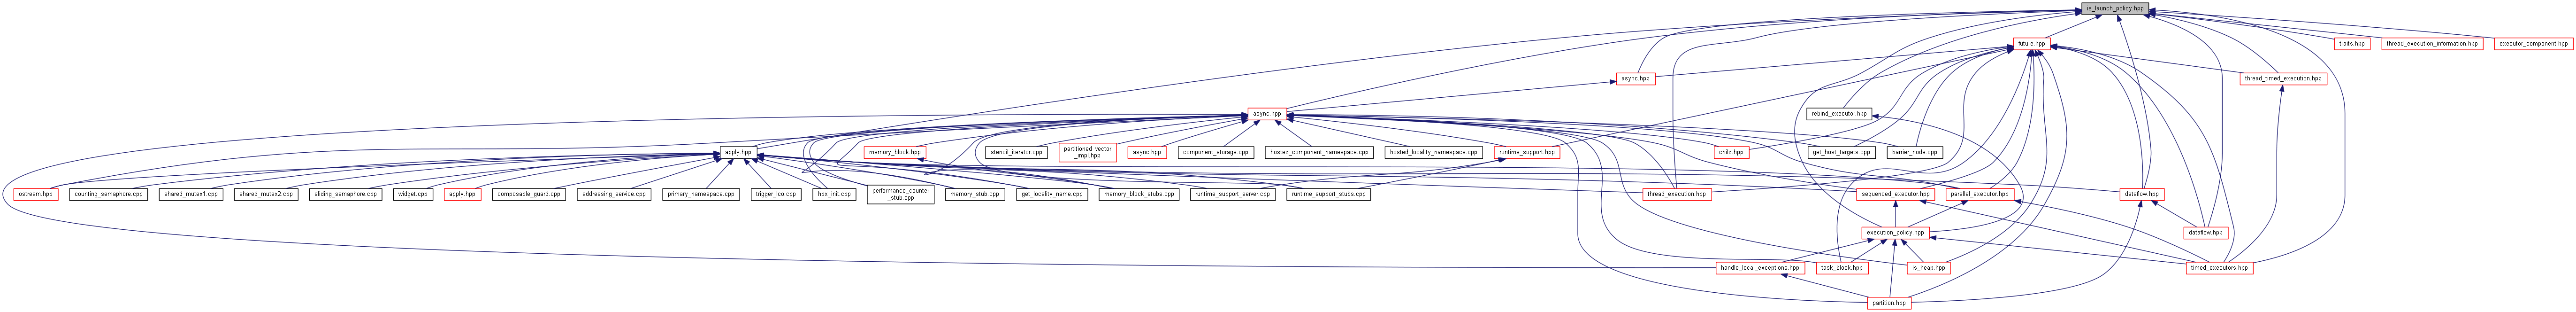 is_launch_policy.hpp
future.hpp
traits.hpp
thread_execution_information.hpp
executor_component.hpp
async.hpp
thread_timed_execution.hpp
async.hpp
rebind_executor.hpp
apply.hpp
memory_block.hpp
stencil_iterator.cpp
partitioned_vector
_impl.hpp
async.hpp
component_storage.cpp
hosted_component_namespace.cpp
hosted_locality_namespace.cpp
runtime_support.hpp
child.hpp
get_host_targets.cpp
barrier_node.cpp
ostream.hpp
counting_semaphore.cpp
shared_mutex1.cpp
shared_mutex2.cpp
sliding_semaphore.cpp
widget.cpp
apply.hpp
composable_guard.cpp
addressing_service.cpp
primary_namespace.cpp
trigger_lco.cpp
hpx_init.cpp
performance_counter
_stub.cpp
memory_stub.cpp
get_locality_name.cpp
memory_block_stubs.cpp
runtime_support_server.cpp
runtime_support_stubs.cpp
thread_execution.hpp
sequenced_executor.hpp
parallel_executor.hpp
dataflow.hpp
execution_policy.hpp
dataflow.hpp
handle_local_exceptions.hpp
task_block.hpp
is_heap.hpp
timed_executors.hpp
partition.hpp